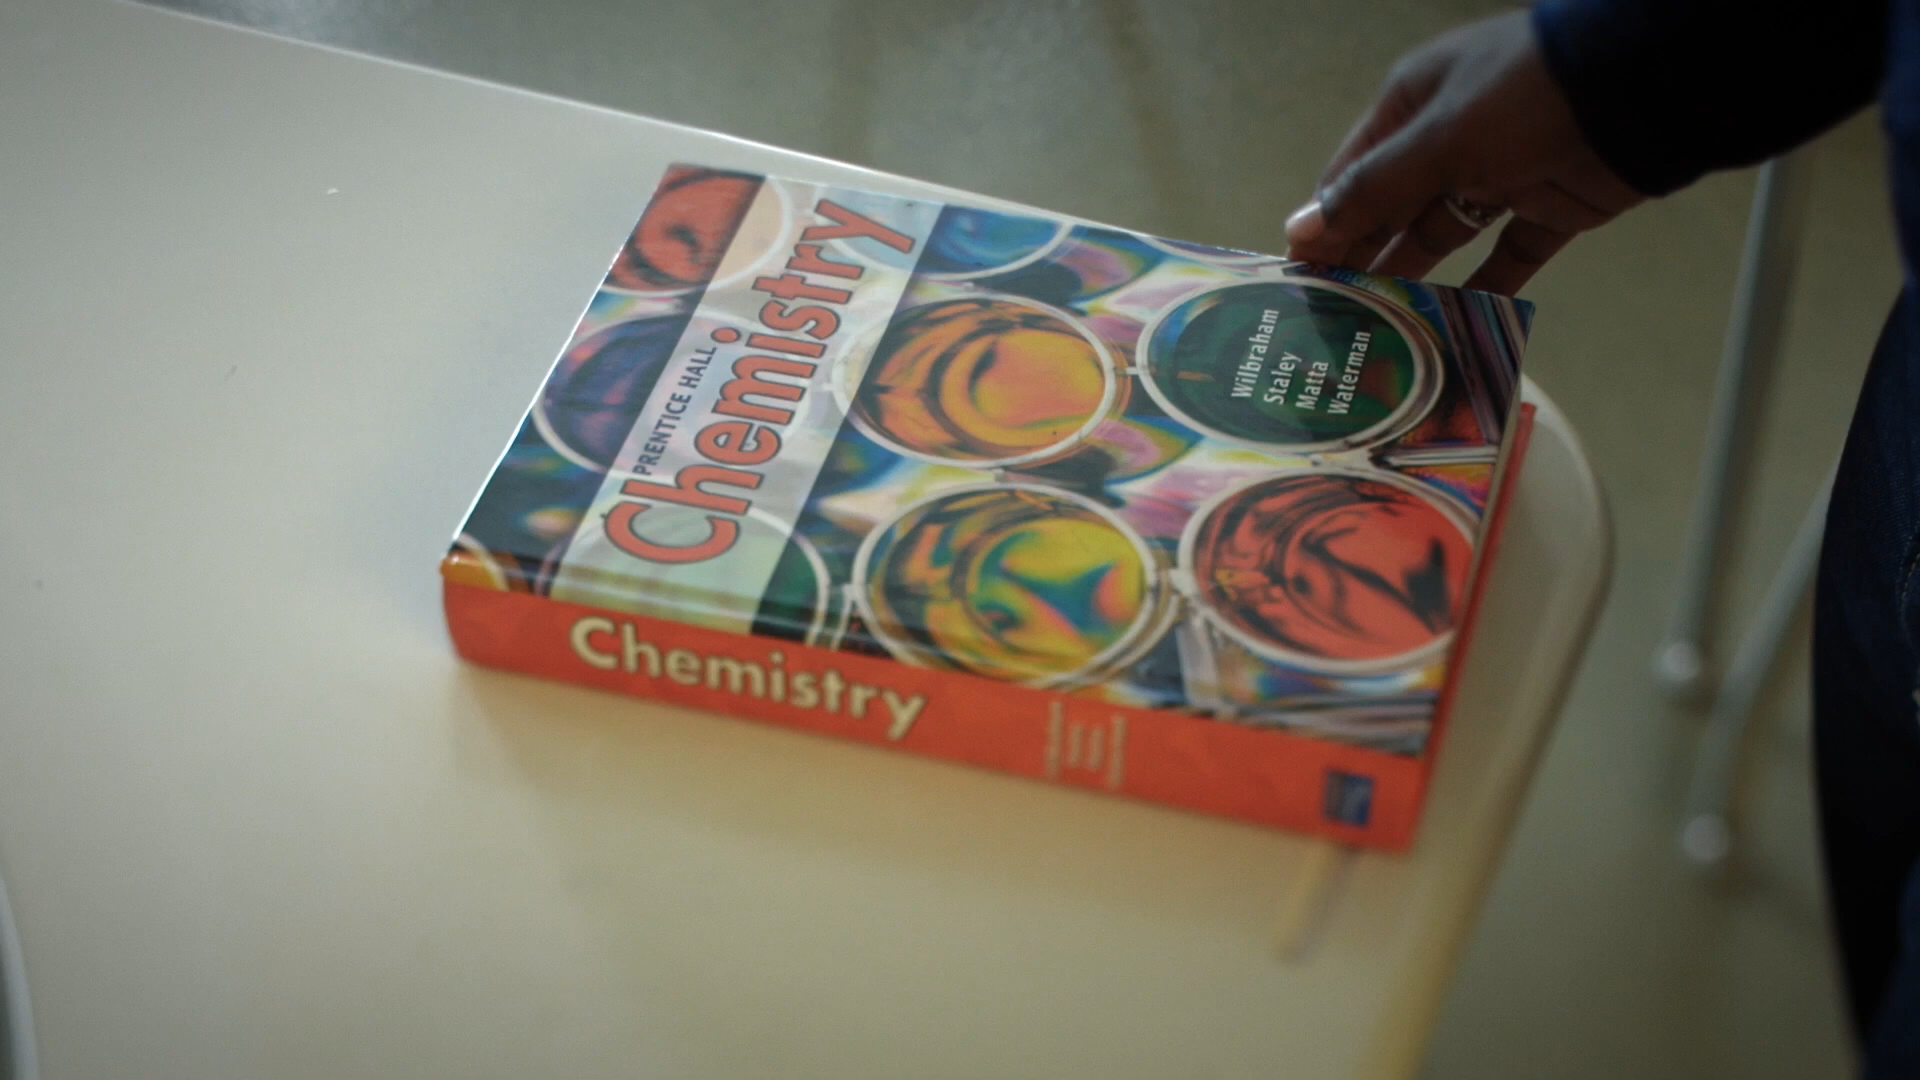 PRENTICE HALL
Chemistry
Wilbraham
Staley
Matta
Waterman
Chemistry